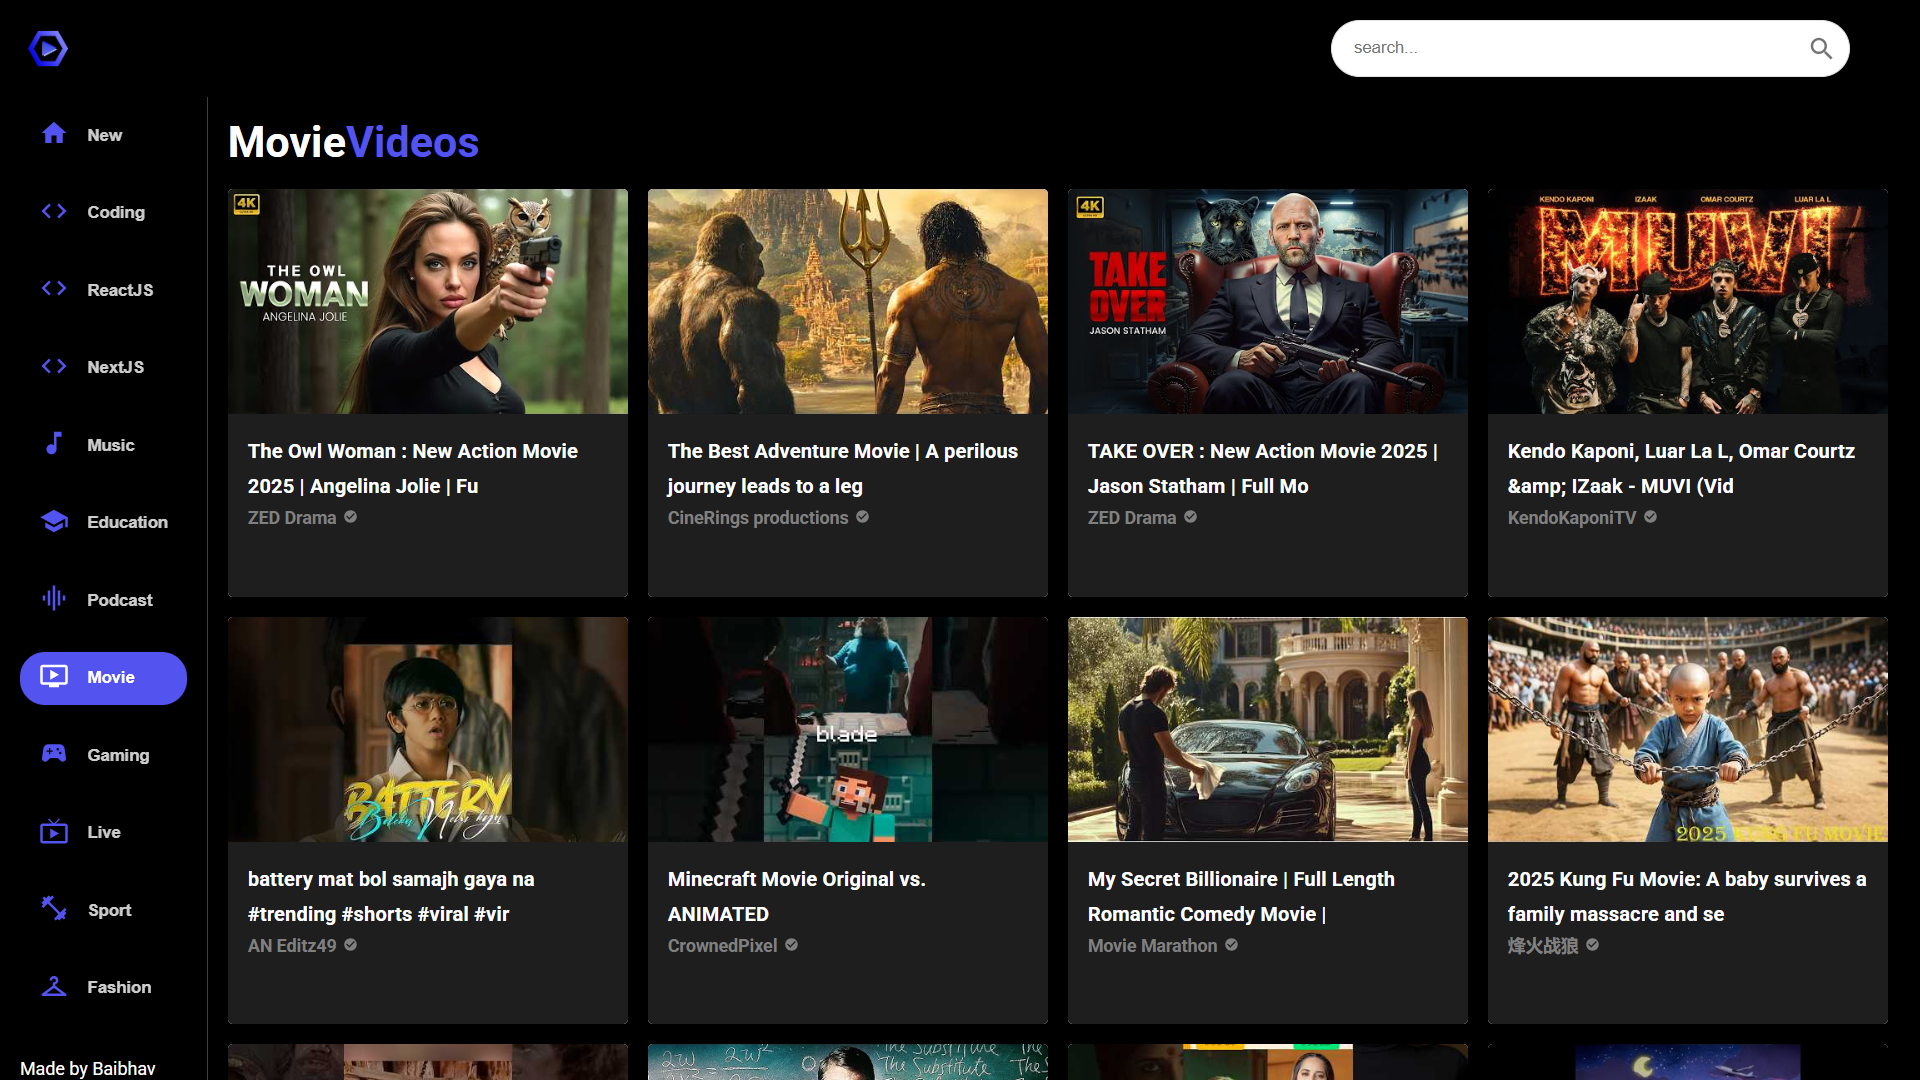 search...
New
Coding
ReactJS
NextJS
Music
Education
Podcast
Movie
Gaming
Live
Sport
Fashion
Made by Baibhav
MovieVideos
4K
THE OWL
WOMAN
ANGELINA JOLIE
The Owl Woman : New Action Movie
2025 | Angelina Jolie | Fu
ZED Drama
The Best Adventure Movie | A perilous
journey leads to a leg
CineRings productions
4K
TAKE
OVER
JASON STATHAM
TAKE OVER : New Action Movie 2025 |
Jason Statham | Full Mo
ZED Drama
KENDO KAPONI IZAAK OMAR COURTZ LUAR LA L
MUVI
Kendo Kaponi, Luar La L, Omar Courtz
&amp; IZaak - MUVI (Vid
KendoKaponiTV
BATTERY
battery mat bol samajh gaya na
#trending #shorts #viral #vir
AN Editz49
blade
Minecraft Movie Original vs.
ANIMATED
CrownedPixel
My Secret Billionaire | Full Length
Romantic Comedy Movie |
Movie Marathon
2025 KUNG FU MOVIE
2025 Kung Fu Movie: A baby survives a
family massacre and se
烽火战狼
The Substitute